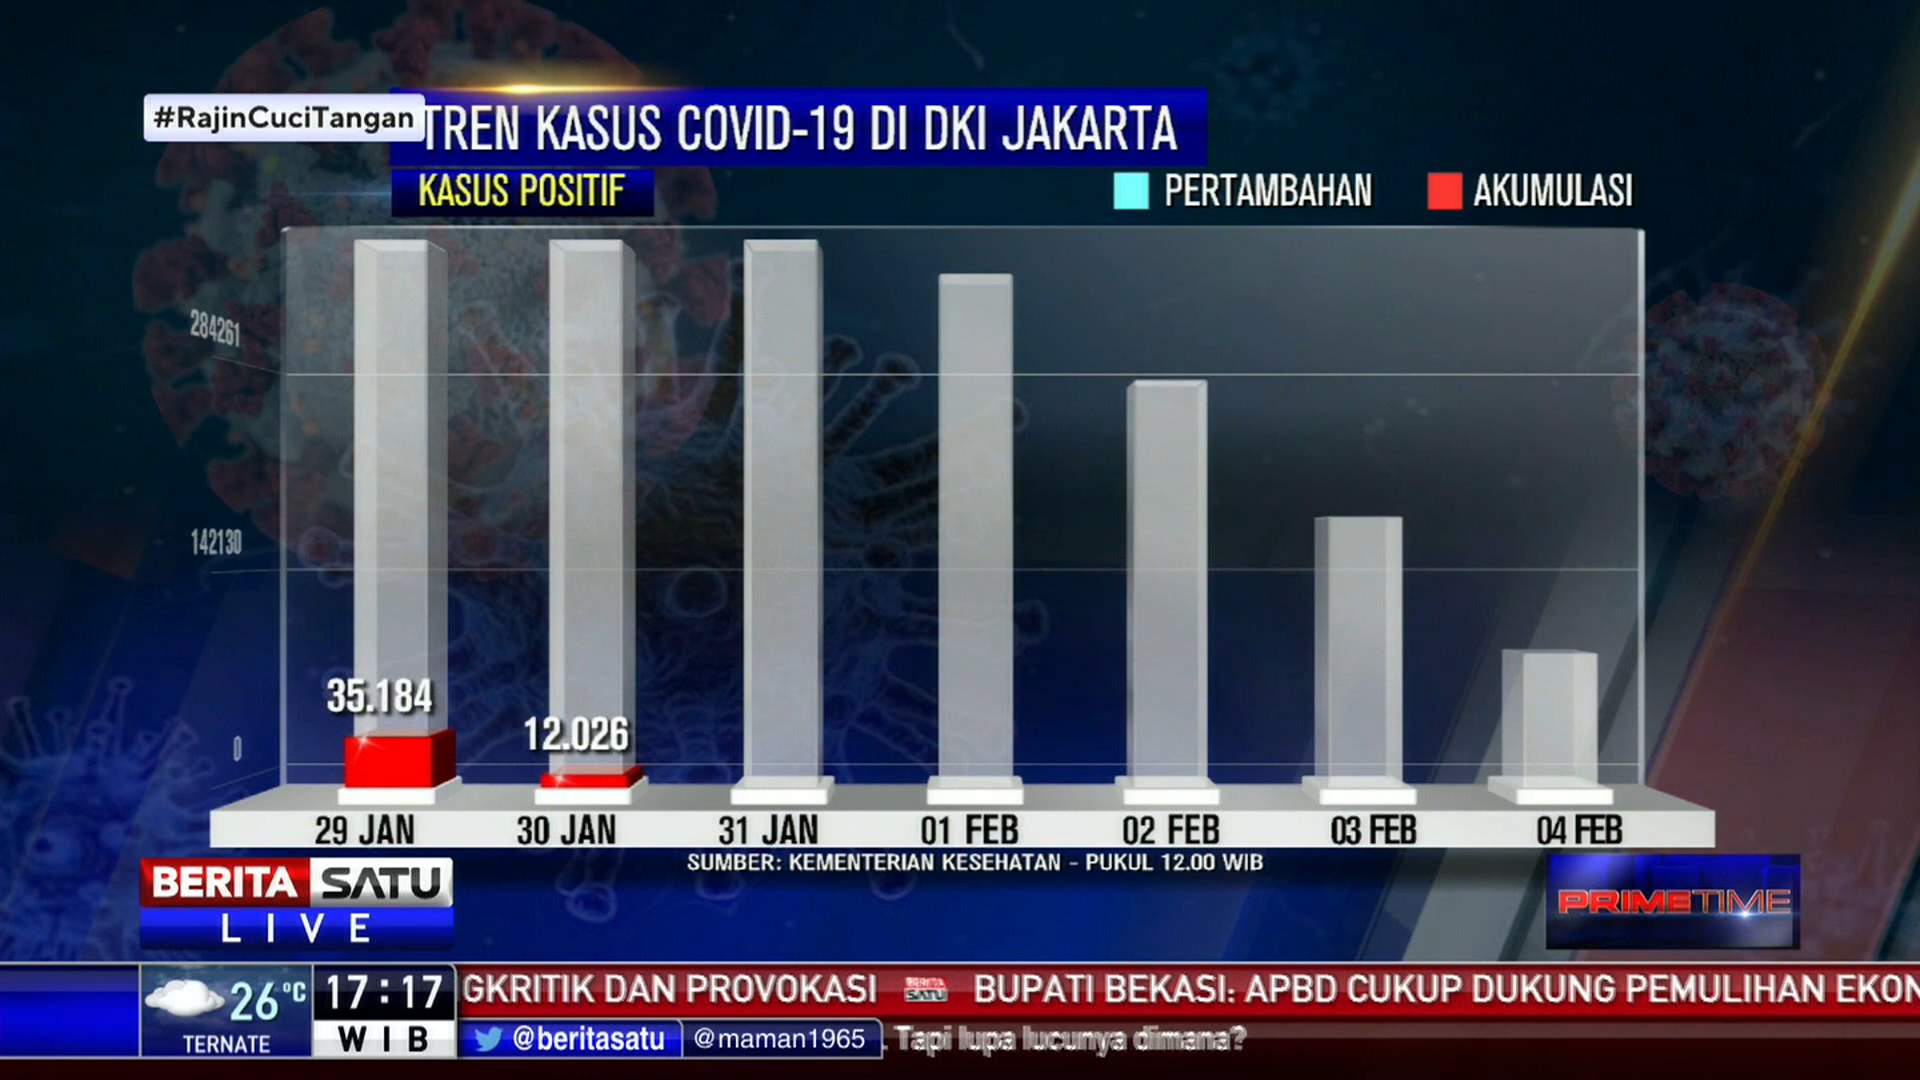 #RajinCuciTangan
TREN KASUS COVID-19 DI DKI JAKARTA
KASUS POSITIF
PERTAMBAHAN
AKUMULASI
284261
142130
0
35.184
12.026
29 JAN
30 JAN
31 JAN
01 FEB
02 FEB
03 FEB
04 FEB
SUMBER: KEMENTERIAN KESEHATAN - PUKUL 12.00 WIB
BERITA SATU
LIVE
PRIMETIME
26°C
TERNATE
17:17
WIB
GKRITIK DAN PROVOKASI BERITA SATU BUPATI BEKASI: APBD CUKUP DUKUNG PEMULIHAN EKON
@beritasatu @maman1965 . Tapi lupa lucunya dimana?